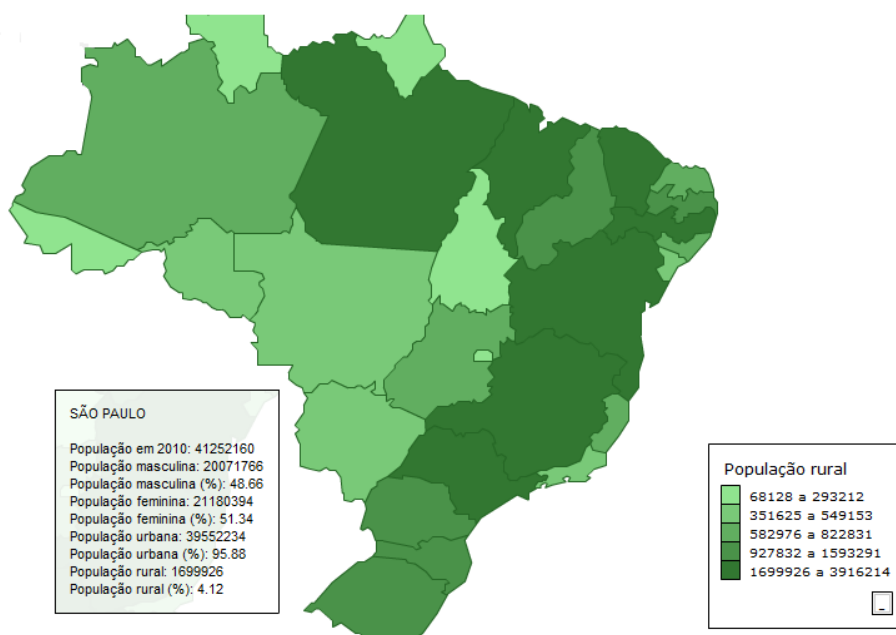 SÃO PAULO
População em 2010: 41252160
População masculina: 20071766
População masculina (%): 48.66
População feminina: 21180394
População feminina (%): 51.34
População urbana: 39552234
População urbana (%): 95.88
População rural: 1699926
População rural (%): 4.12
População rural
68128 a 293212
351625 a 549153
582976 a 822831
927832 a 1593291
1699926 a 3916214
-